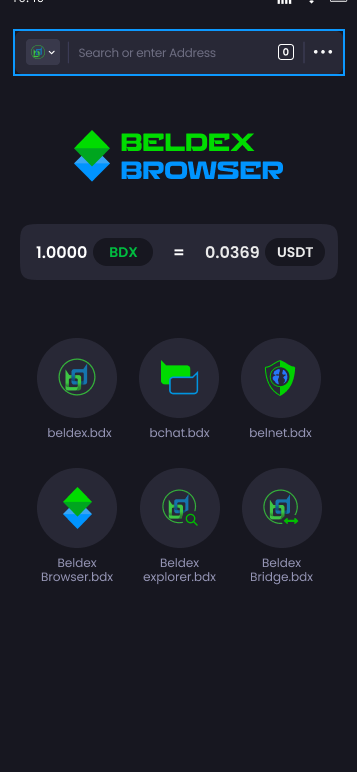 Search or enter Address
0
BELDEX
BROWSER
1.0000 BDX = 0.0369 USDT
beldex.bdx bchat.bdx belnet.bdx
Beldex Beldex Beldex
Browser.bdx explorer.bdx Bridge.bdx